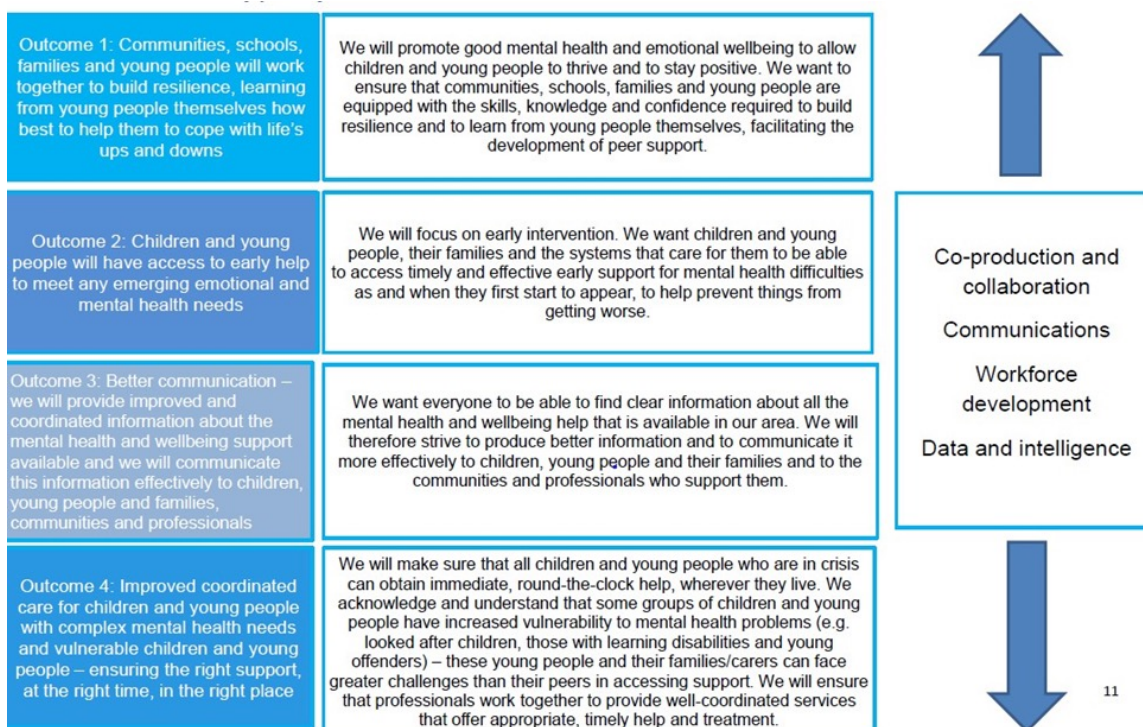 Outcome 1: Communities, schools,
families and young people will work
together to build resilience, learning
from young people themselves how
best to help them to cope with life's
ups and downs
We will promote good mental health and emotional wellbeing to allow
children and young people to thrive and to stay positive. We want to
ensure that communities, schools, families and young people are
equipped with the skills, knowledge and confidence required to build
resilience and to learn from young people themselves, facilitating the
development of peer support.
Outcome 2: Children and young
people will have access to early help
to meet any emerging emotional and
mental health needs
We will focus on early intervention. We want children and young
people, their families and the systems that care for them to be able
to access timely and effective early support for mental health difficulties
as and when they first start to appear, to help prevent things from
getting worse.
Outcome 3: Better communication –
we will provide improved and
coordinated information about the
mental health and wellbeing support
available and we will communicate
this information effectively to children,
young people and families,
communities and professionals
We want everyone to be able to find clear information about all the
mental health and wellbeing help that is available in our area. We will
therefore strive to produce better information and to communicate it
more effectively to children, young people and their families and to the
communities and professionals who support them.
Outcome 4: Improved coordinated
care for children and young people
with complex mental health needs
and vulnerable children and young
people – ensuring the right support,
at the right time, in the right place
We will make sure that all children and young people who are in crisis
can obtain immediate, round-the-clock help, wherever they live. We
acknowledge and understand that some groups of children and young
people have increased vulnerability to mental health problems (e.g.
looked after children, those with learning disabilities and young
offenders) – these young people and their families/carers can face
greater challenges than their peers in accessing support. We will ensure
that professionals work together to provide well-coordinated services
that offer appropriate, timely help and treatment.
Co-production and
collaboration
Communications
Workforce
development
Data and intelligence
11